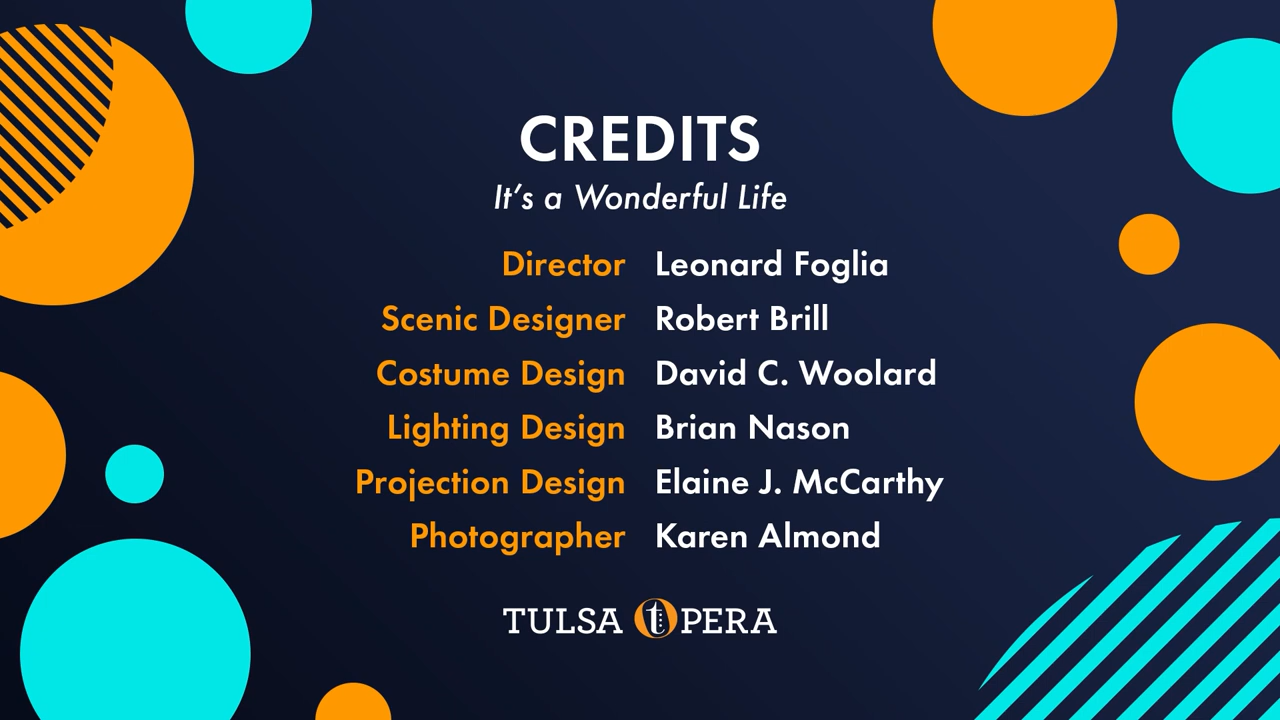 CREDITS
It's a Wonderful Life
Director Leonard Foglia
Scenic Designer Robert Brill
Costume Design David C. Woolard
Lighting Design Brian Nason
Projection Design Elaine J. McCarthy
Photographer Karen Almond
TULSA OPERA